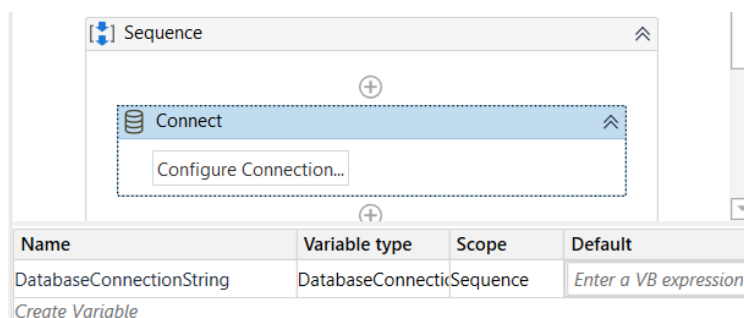 Sequence
Connect
Configure Connection...
Name Variable type Scope Default
DatabaseConnectionString DatabaseConnectic Sequence Enter a VB expression
Create Variable